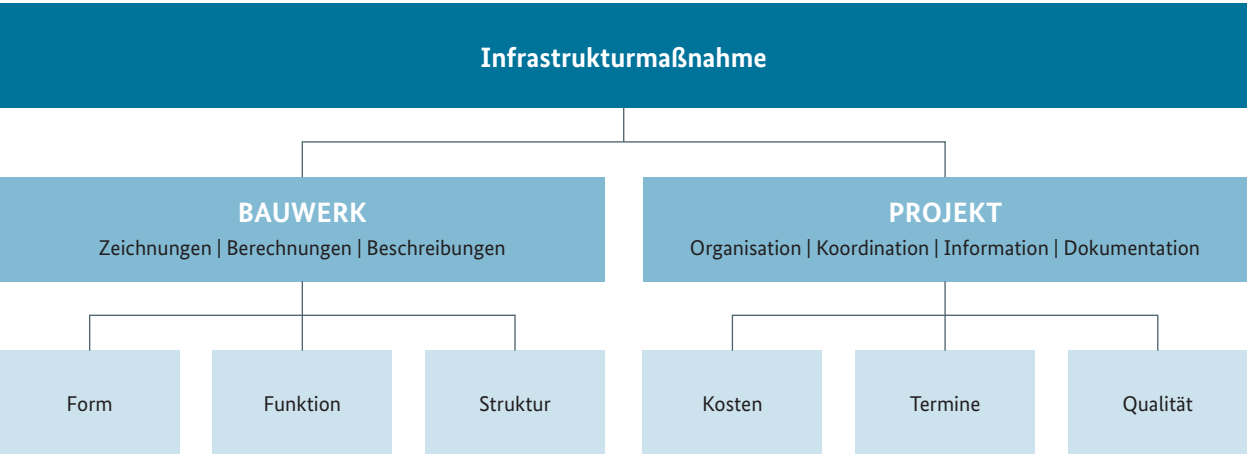 Infrastrukturmaßnahme
BAUWERK
Zeichnungen | Berechnungen | Beschreibungen
PROJEKT
Organisation | Koordination | Information | Dokumentation
Form
Funktion
Struktur
Kosten
Termine
Qualität